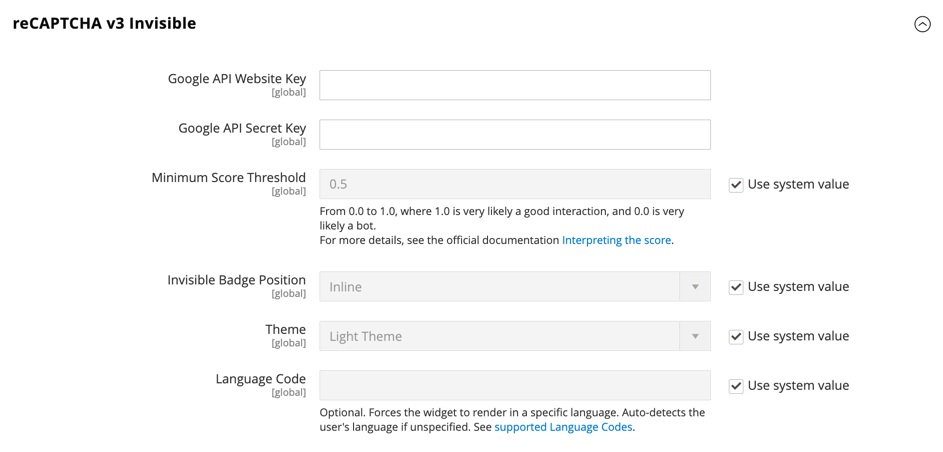 reCAPTCHA v3 Invisible
Google API Website Key
[global]
Google API Secret Key
[global]
Minimum Score Threshold
[global]
0.5
Use system value
From 0.0 to 1.0, where 1.0 is very likely a good interaction, and 0.0 is very
likely a bot.
For more details, see the official documentation Interpreting the score.
Invisible Badge Position
[global]
Inline
Use system value
Theme
[global]
Light Theme
Use system value
Language Code
[global]
Use system value
Optional. Forces the widget to render in a specific language. Auto-detects the
user's language if unspecified. See supported Language Codes.